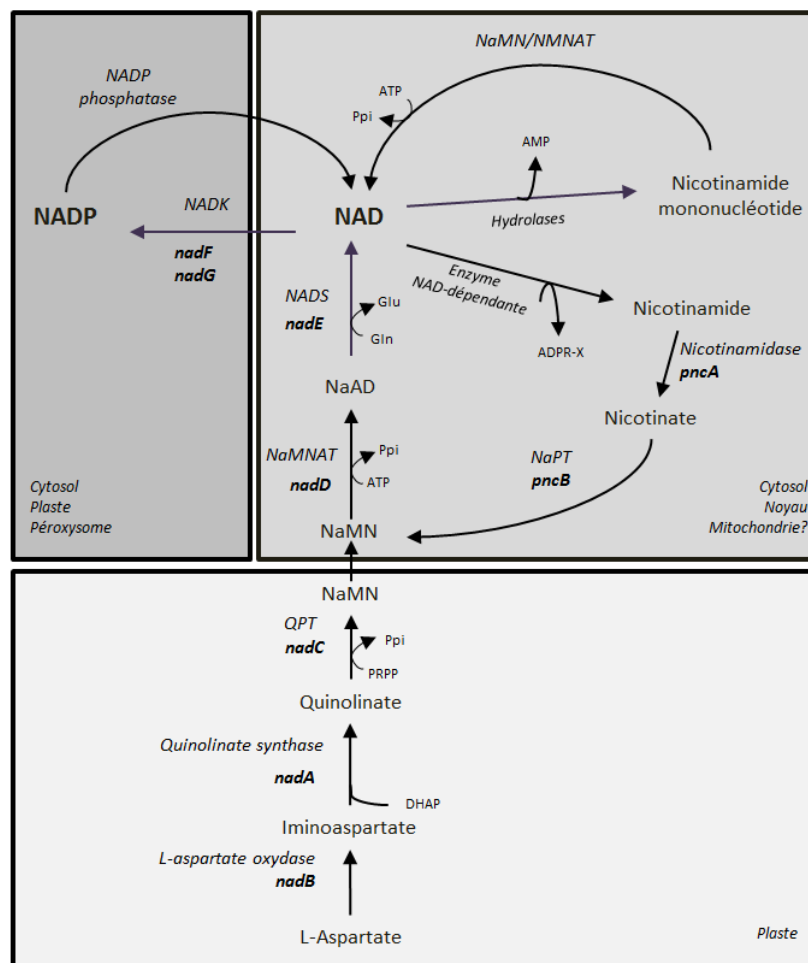 NaMN/NMNAT
NADP
phosphatase
ATP
Ppi
AMP
Nicotinamide
mononucléotide
Hydrolases
NADP
NADK
nadF
nadG
NAD
Enzyme
NAD-dépendante
ADPR-X
Nicotinamide
NADS
nadE
Glu
Gln
Nicotinamidase
pncA
NaAD
Nicotinate
NaMNAT
nadD
Ppi
ATP
NaPT
pncB
Cytosol
Plaste
Péroxysome
NaMN
Cytosol
Noyau
Mitochondrie?
NaMN
QPT
nadC
Ppi
PRPP
Quinolinate
Quinolinate synthase
nadA
DHAP
Iminoaspartate
L-aspartate oxydase
nadB
L-Aspartate
Plaste